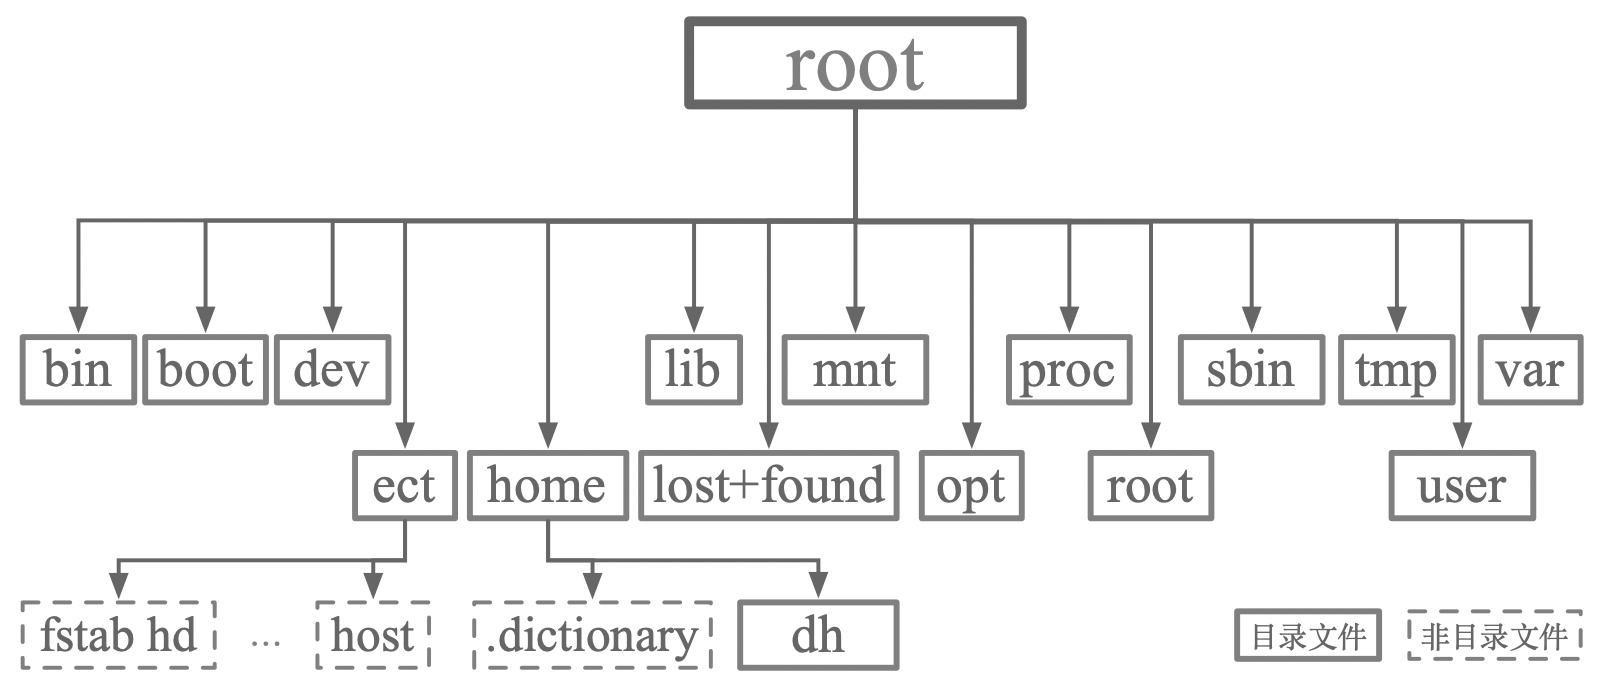 root
bin boot dev lib mnt proc sbin tmp var
ect home lost+found opt root user
fstab hd ... host .dictionary dh 目录文件 非目录文件